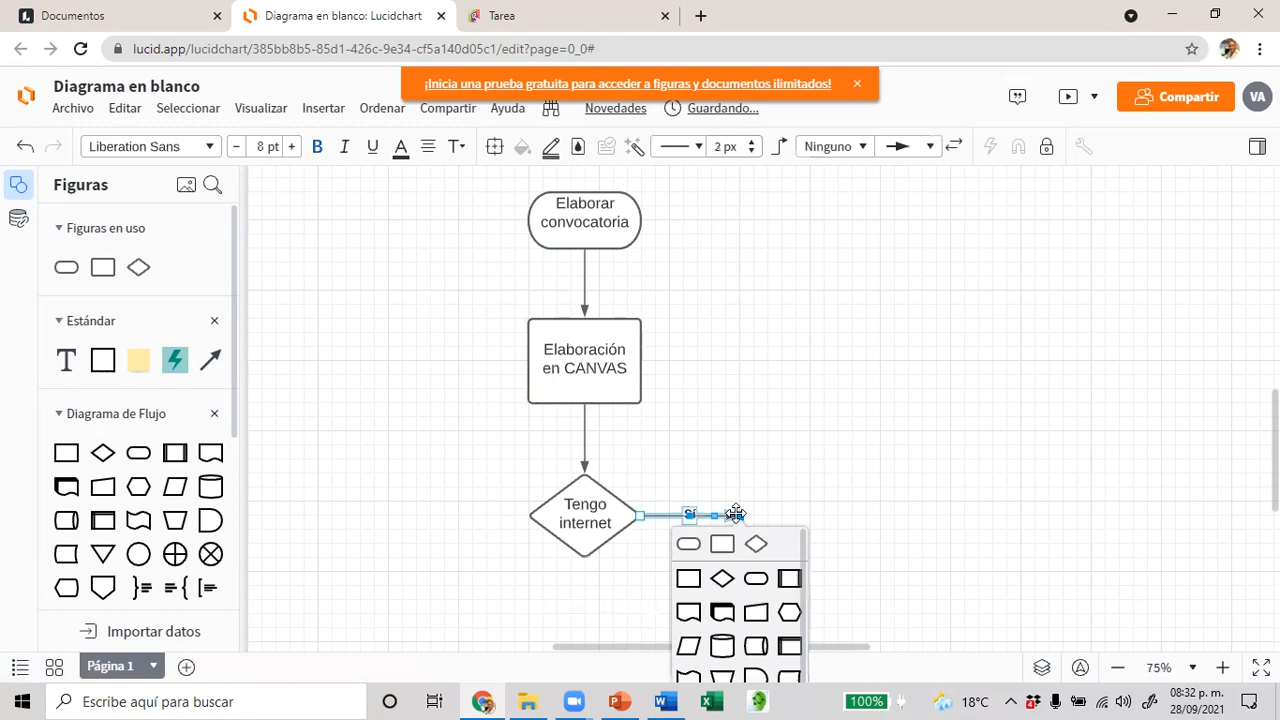 Documentos
Diagrama en blanco: Lucidchart
Tarea
lucid.app/lucidchart/385bb8b5-85d1-426c-9e34-cf5a140d05c1/edit?page=0_0#
Diagrama en blanco
¡Inicia una prueba gratuita para acceder a figuras y documentos ilimitados!
Archivo Editar Seleccionar Visualizar Insertar Ordenar Compartir Ayuda Novedades Guardando...
Compartir
VA
Liberation Sans 8 pt B I U A T 2 px Ninguno
Figuras
Figuras en uso
Estándar
T
Diagrama de Flujo
Importar datos
Elaborar
convocatoria
Elaboración
en CANVAS
Tengo
internet
Página 1
75%
Escribe aquí para buscar
100%
18°C
08:32 p. m.
28/09/2021